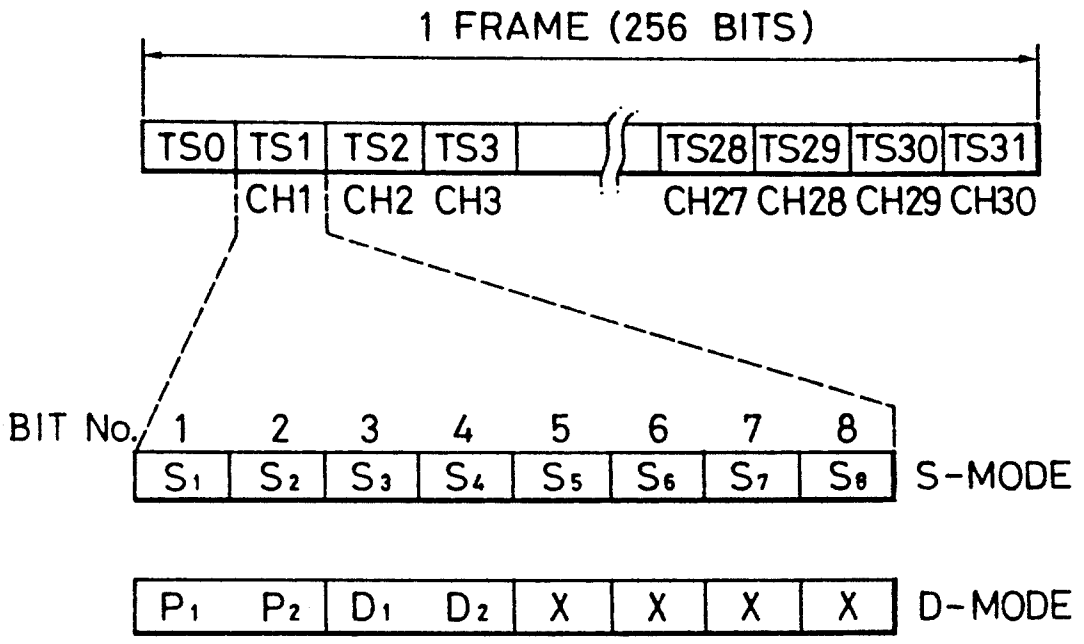 1 FRAME (256 BITS)
TS0 TS1 TS2 TS3 TS28 TS29 TS30 TS31
CH1 CH2 CH3 CH27 CH28 CH29 CH30
BIT No. 1 2 3 4 5 6 7 8
S1 S2 S3 S4 S5 S6 S7 S8 S-MODE
P1 P2 D1 D2 X X X X D-MODE